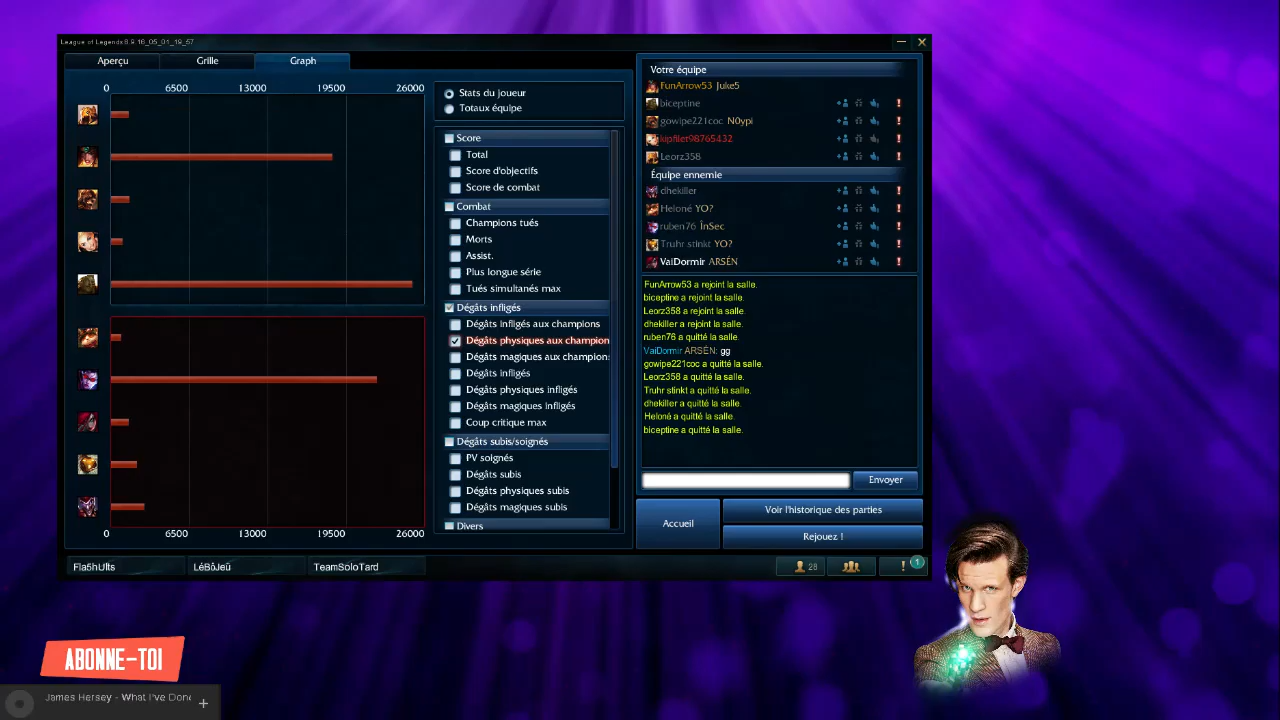 League of Legends 8.9.16_05_01_19_57
Aperçu
Grille
Graph
0 6500 13000 19500 26000
0 6500 13000 19500 26000
Stats du joueur
Totaux équipe
Score
Total
Score d'objectifs
Score de combat
Combat
Champions tués
Morts
Assist.
Plus longue série
Tués simultanés max
Dégâts infligés
Dégâts infligés aux champions
Dégâts physiques aux champion
Dégâts magiques aux champions
Dégâts infligés
Dégâts physiques infligés
Dégâts magiques infligés
Coup critique max
Dégâts subis/soignés
PV soignés
Dégâts subis
Dégâts physiques subis
Dégâts magiques subis
Divers
Votre équipe
FunArrow53 Juke5
biceptine
gowipe221coc N0ypi
kipfilet98765432
Leorz358
Équipe ennemie
dhekiller
Heloné YO?
ruben76 ÎnSec
Truhr stinkt YO?
VaiDormir ARSÉN
FunArrow53 a rejoint la salle.
biceptine a rejoint la salle.
Leorz358 a rejoint la salle.
dhekiller a rejoint la salle.
ruben76 a quitté la salle.
VaiDormir ARSÉN: gg
gowipe221coc a quitté la salle.
Leorz358 a quitté la salle.
Truhr stinkt a quitté la salle.
dhekiller a quitté la salle.
Heloné a quitté la salle.
biceptine a quitté la salle.
Envoyer
Accueil
Voir l'historique des parties
Rejouez !
Fla5hUlts
LéBôJeü
TeamSoloTard
28
1
ABONNE-TOI
James Hersey - What I've Done